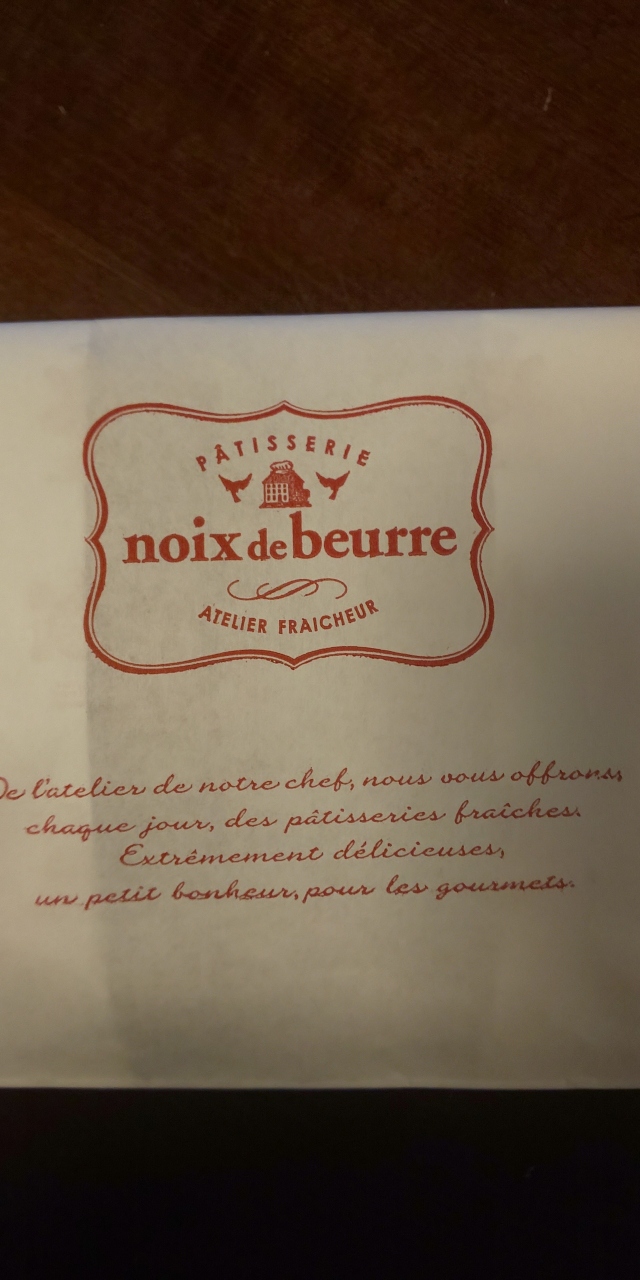 PÂTISSERIE
noix de beurre
ATELIER FRAICHEUR
De l'atelier de notre chef, nous vous offrons,
chaque jour, des pâtisseries fraîches.
Extrêmement délicieuses,
un petit bonheur, pour les gourmets.